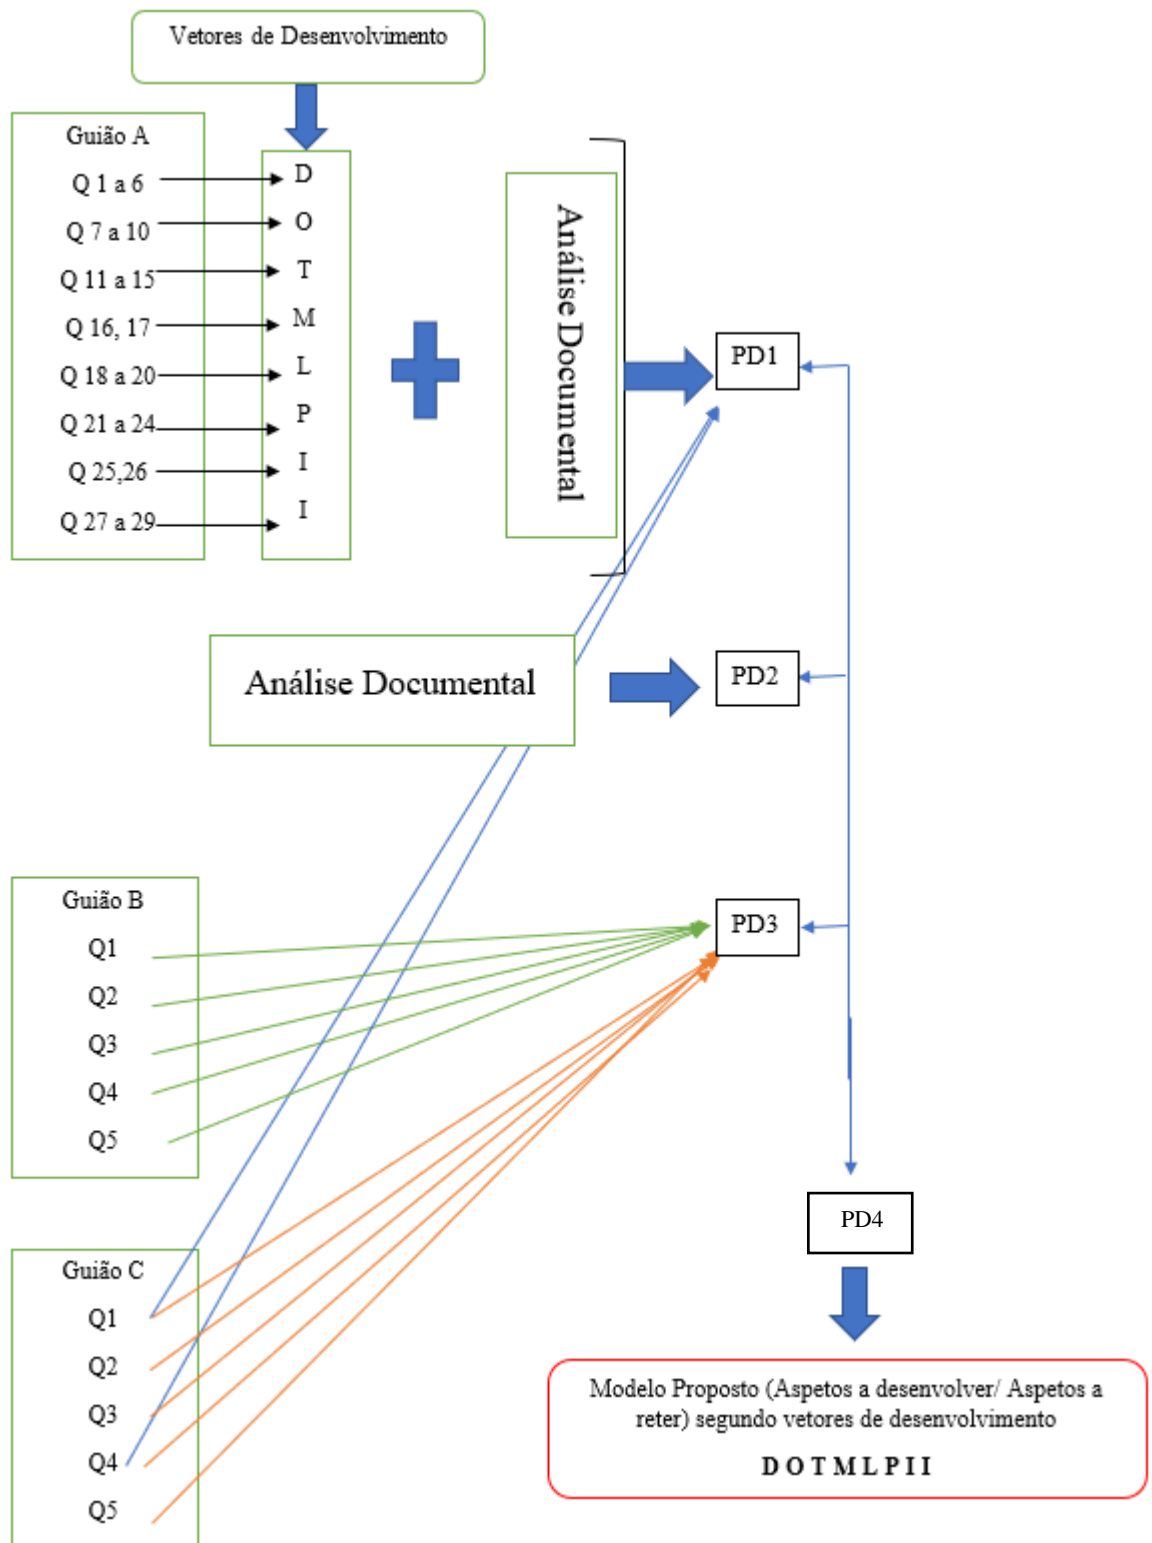 Vetores de Desenvolvimento
Guião A
Q 1 a 6
Q 7 a 10
Q 11 a 15
Q 16, 17
Q 18 a 20
Q 21 a 24
Q 25,26
Q 27 a 29
D
O
T
M
L
P
I
I
Análise Documental
PD1
Análise Documental
PD2
Guião B
Q1
Q2
Q3
Q4
Q5
PD3
Guião C
Q1
Q2
Q3
Q4
Q5
PD4
Modelo Proposto (Aspetos a desenvolver/ Aspetos a
reter) segundo vetores de desenvolvimento
D O T M L P I I